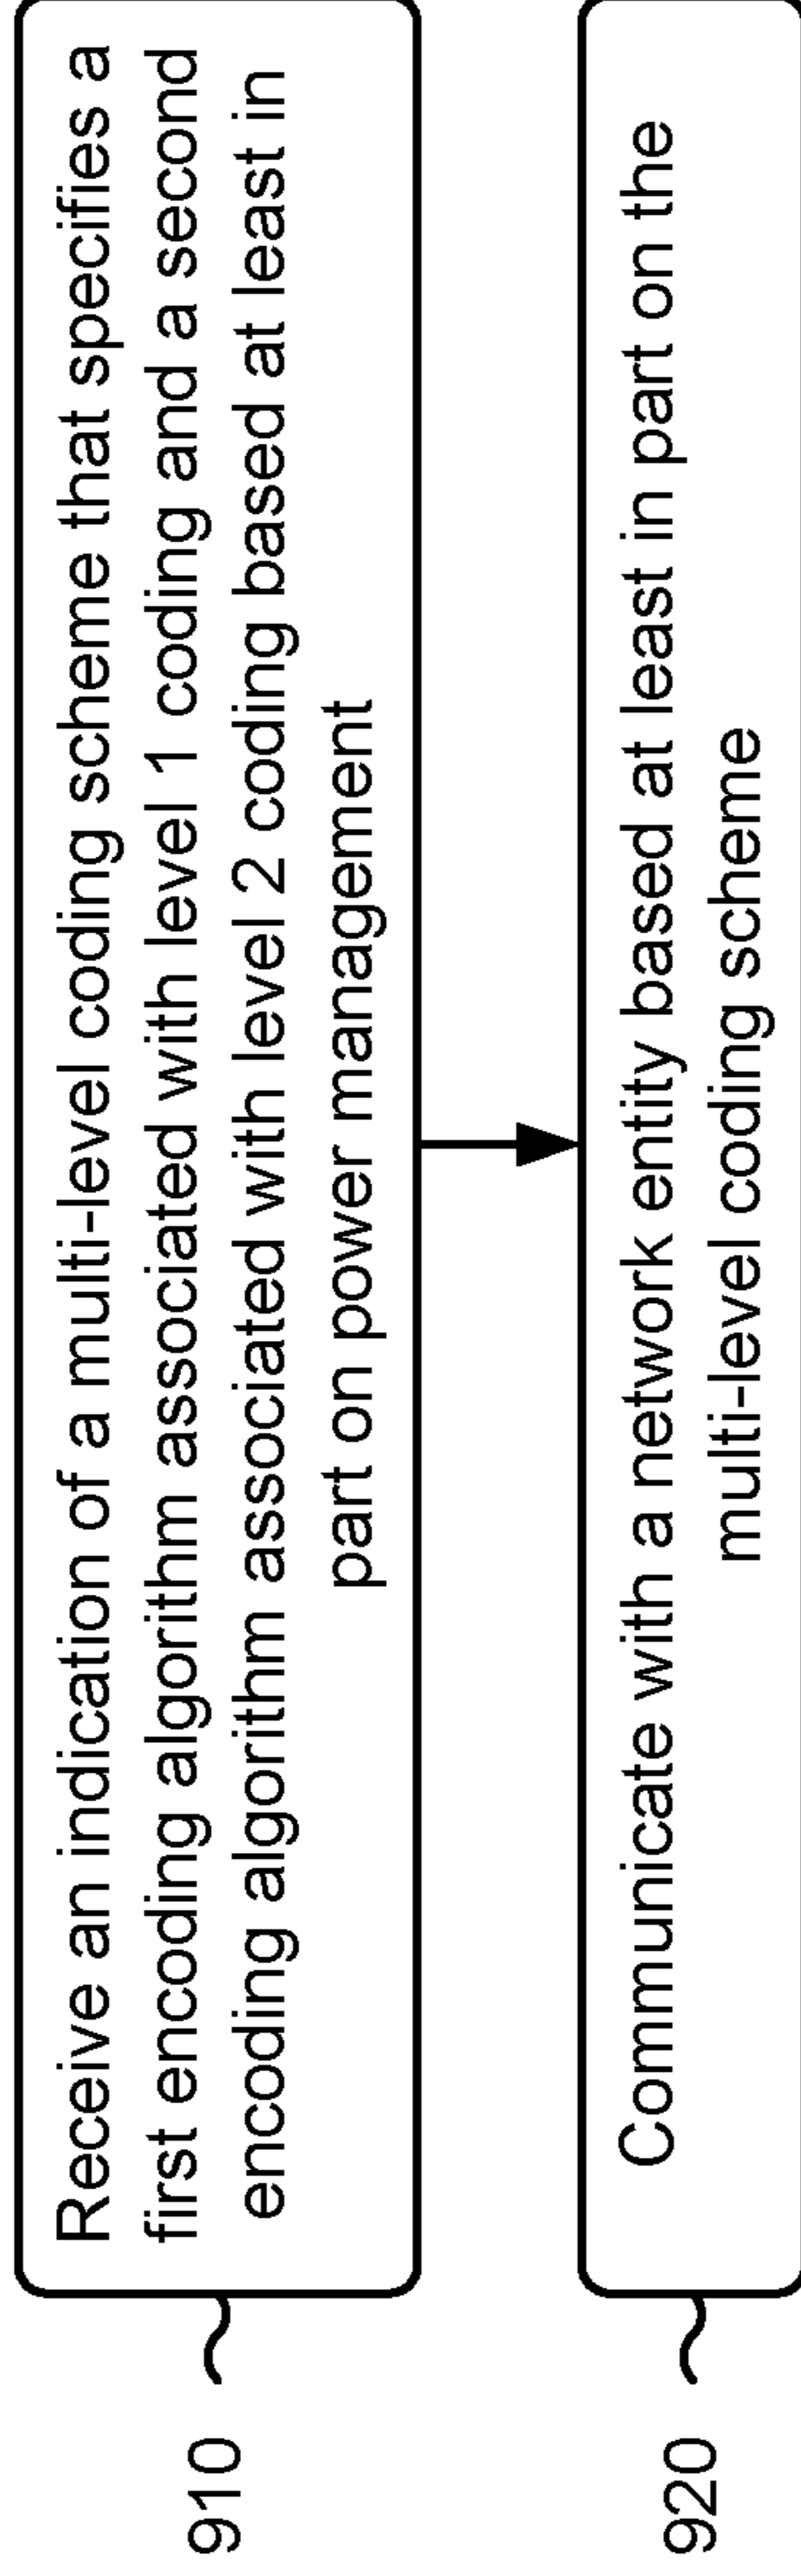 910
Receive an indication of a multi-level coding scheme that specifies a
first encoding algorithm associated with level 1 coding and a second
encoding algorithm associated with level 2 coding based at least in
part on power management
920
Communicate with a network entity based at least in part on the
multi-level coding scheme